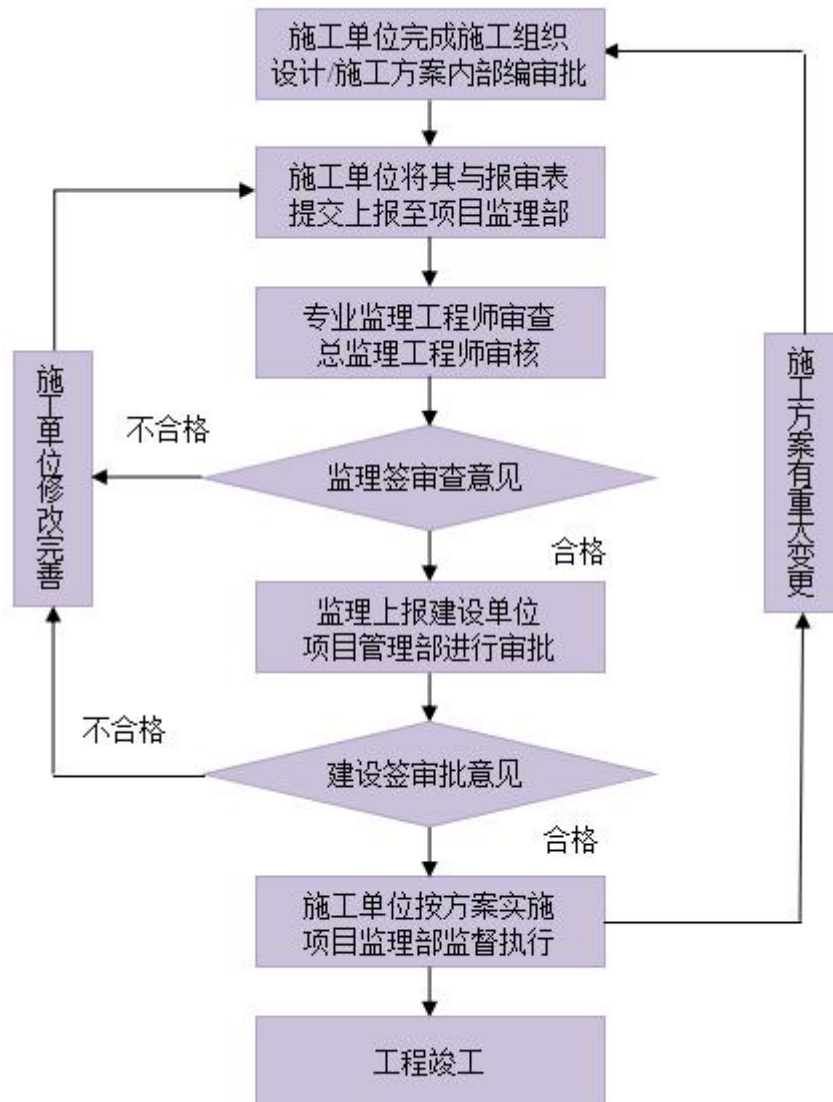 施工单位完成施工组织
设计/施工方案内部编审批
施工单位将其与报审表
提交上报至项目监理部
专业监理工程师审查
总监理工程师审核
施工单位修改完善
不合格
监理签审查意见
施工方案有重大变更
合格
监理上报建设单位
项目管理部进行审批
不合格
建设签审批意见
合格
施工单位按方案实施
项目监理部监督执行
工程竣工